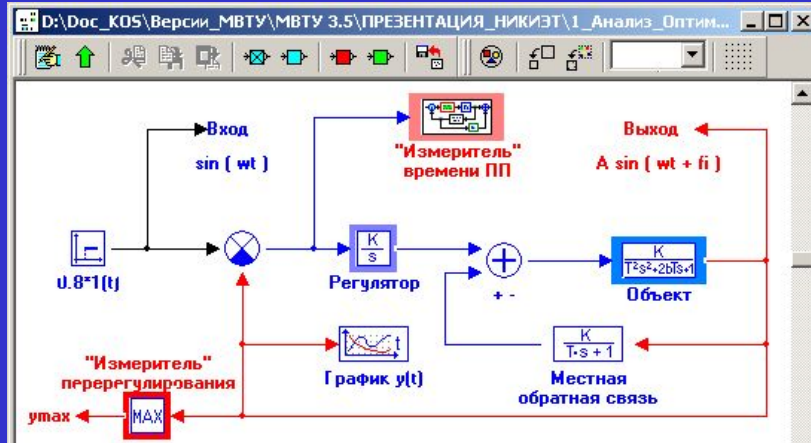 D:\Doc_KOS\Версии_МВТУ\МВТУ 3.5\ПРЕЗЕНТАЦИЯ_НИКИЭТ\1_Анализ_Оптим...
Вход
sin ( wt )
"Измеритель"
времени ПП
Выход
A sin ( wt + fi )
0.8*1(t)
K
s
Регулятор
+ -
K
T²s²+2bTs+1
Объект
t
График y(t)
K
T·s + 1
Местная
обратная связь
"Измеритель"
перерегулирования
ymax
MAX